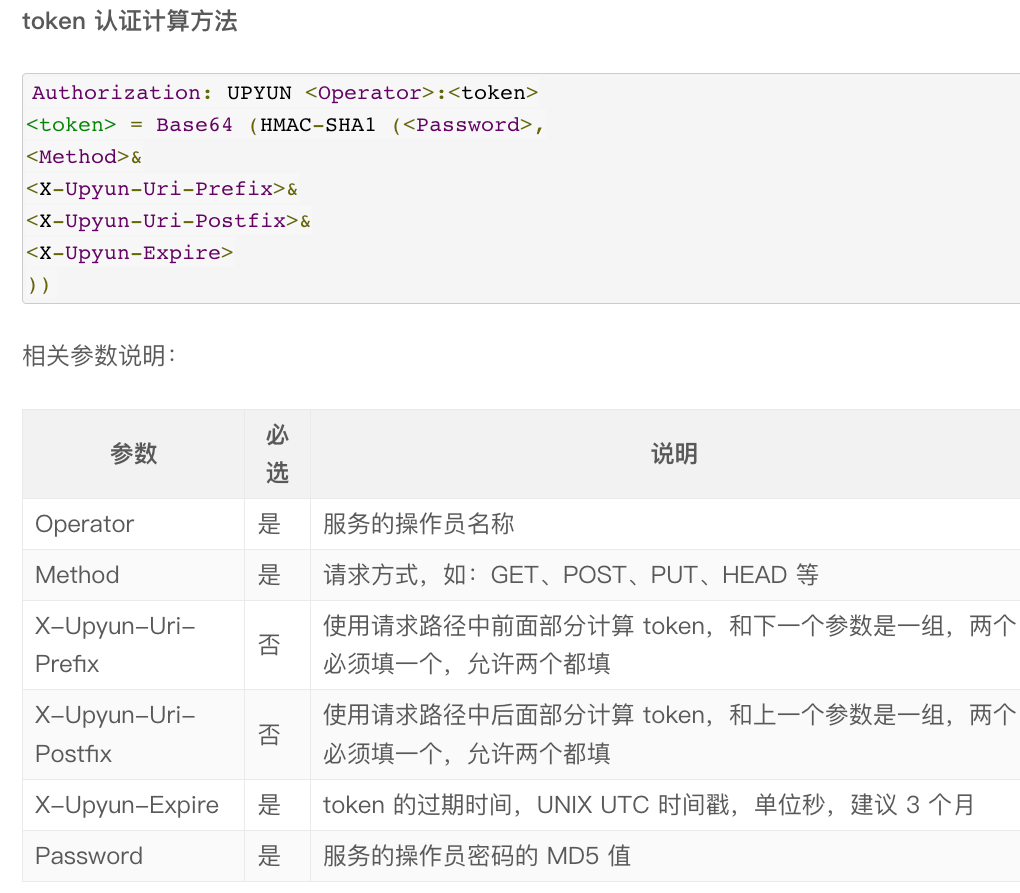 token 认证计算方法
Authorization: UPYUN <Operator>:<token>
<token> = Base64 (HMAC-SHA1 (<Password>,
<Method>&
<X-Upyun-Uri-Prefix>&
<X-Upyun-Uri-Postfix>&
<X-Upyun-Expire>
))
相关参数说明：
参数 必选 说明
Operator 是 服务的操作员名称
Method 是 请求方式，如：GET、POST、PUT、HEAD 等
X-Upyun-Uri-
Prefix
否
使用请求路径中前面部分计算 token，和下一个参数是一组，两个
必须填一个，允许两个都填
X-Upyun-Uri-
Postfix
否
使用请求路径中后面部分计算 token，和上一个参数是一组，两个
必须填一个，允许两个都填
X-Upyun-Expire 是 token 的过期时间，UNIX UTC 时间戳，单位秒，建议 3 个月
Password 是 服务的操作员密码的 MD5 值